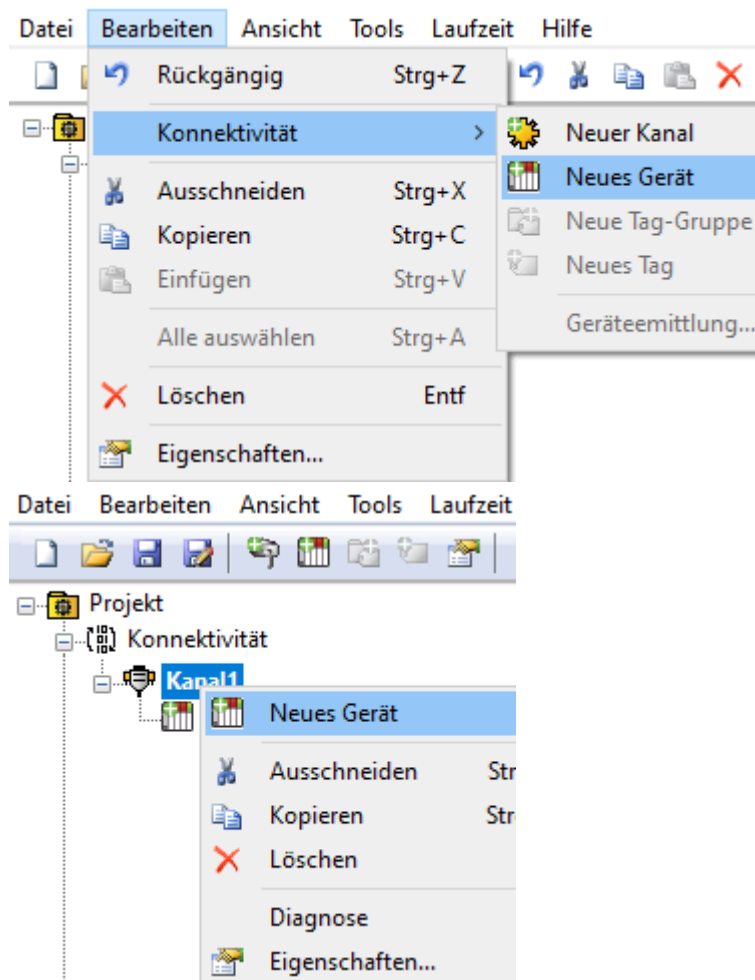 Datei Bearbeiten Ansicht Tools Laufzeit Hilfe
Rückgängig Strg+Z
Konnektivität
Neuer Kanal
Neues Gerät
Neue Tag-Gruppe
Neues Tag
Geräteemittlung...
Ausschneiden Strg+X
Kopieren Strg+C
Einfügen Strg+V
Alle auswählen Strg+A
Löschen Entf
Eigenschaften...
Datei Bearbeiten Ansicht Tools Laufzeit
Projekt
Konnektivität
Kanal1
Neues Gerät
Ausschneiden Str
Kopieren Str
Löschen
Diagnose
Eigenschaften...